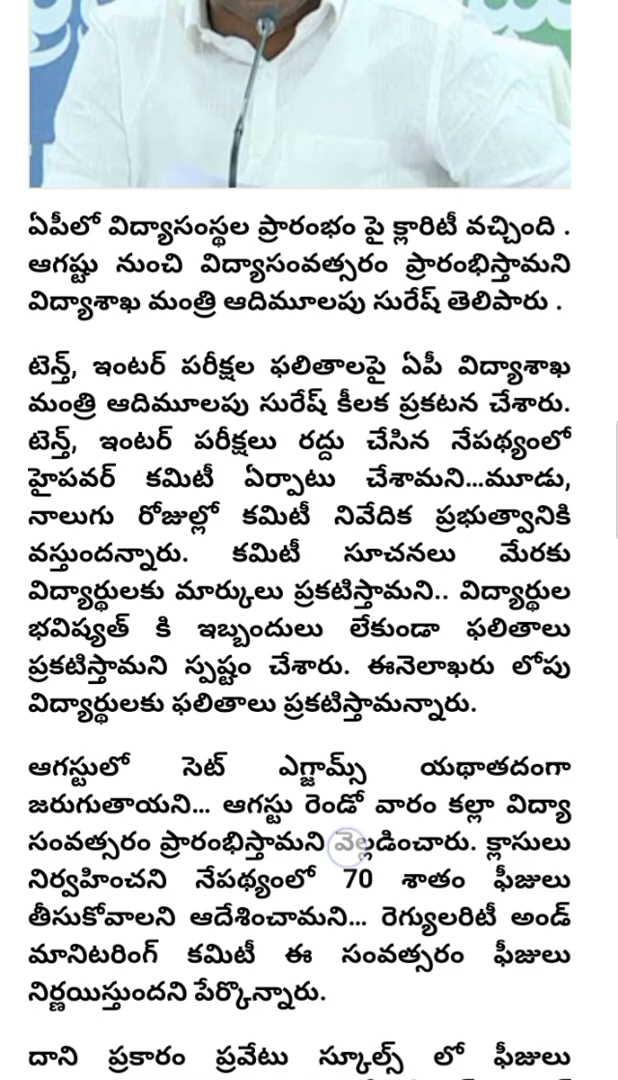 ఏపీలో విద్యాసంస్థల ప్రారంభం పై క్లారిటీ వచ్చింది .
ఆగష్టు నుంచి విద్యాసంవత్సరం ప్రారంభిస్తామని
విద్యాశాఖ మంత్రి ఆదిమూలపు సురేష్ తెలిపారు .
టెన్త్, ఇంటర్ పరీక్షల ఫలితాలపై ఏపీ విద్యాశాఖ
మంత్రి ఆదిమూలపు సురేష్ కీలక ప్రకటన చేశారు.
టెన్త్, ఇంటర్ పరీక్షలు రద్దు చేసిన నేపథ్యంలో
హైపవర్ కమిటీ ఏర్పాటు చేశామని...మూడు,
నాలుగు రోజుల్లో కమిటీ నివేదిక ప్రభుత్వానికి
వస్తుందన్నారు. కమిటీ సూచనలు మేరకు
విద్యార్థులకు మార్కులు ప్రకటిస్తామని.. విద్యార్థుల
భవిష్యత్ కి ఇబ్బందులు లేకుండా ఫలితాలు
ప్రకటిస్తామని స్పష్టం చేశారు. ఈనెలాఖరు లోపు
విద్యార్థులకు ఫలితాలు ప్రకటిస్తామన్నారు.
ఆగస్టులో సెట్ ఎగ్జామ్స్ యథాతదంగా
జరుగుతాయని... ఆగస్టు రెండో వారం కల్లా విద్యా
సంవత్సరం ప్రారంభిస్తామని వెల్లడించారు. క్లాసులు
నిర్వహించని నేపథ్యంలో 70 శాతం ఫీజులు
తీసుకోవాలని ఆదేశించామని... రెగ్యులరిటీ అండ్
మానిటరింగ్ కమిటీ ఈ సంవత్సరం ఫీజులు
నిర్ణయిస్తుందని పేర్కొన్నారు.
దాని ప్రకారం ప్రవేటు స్కూల్స్ లో ఫీజులు